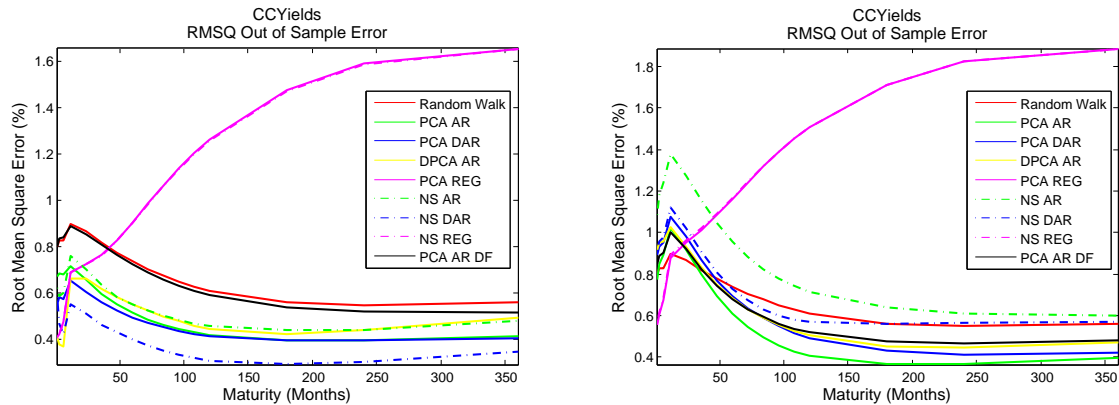 CCYields
RMSQ Out of Sample Error
Root Mean Square Error (%)
1.6
1.4
1.2
1
0.8
0.6
0.4
Random Walk
PCA AR
PCA DAR
DPCA AR
PCA REG
NS AR
NS DAR
NS REG
PCA AR DF
50
100
150
200
250
300
350
Maturity (Months)
CCYields
RMSQ Out of Sample Error
Root Mean Square Error (%)
1.8
1.6
1.4
1.2
1
0.8
0.6
0.4
Random Walk
PCA AR
PCA DAR
DPCA AR
PCA REG
NS AR
NS DAR
NS REG
PCA AR DF
50
100
150
200
250
300
350
Maturity (Months)